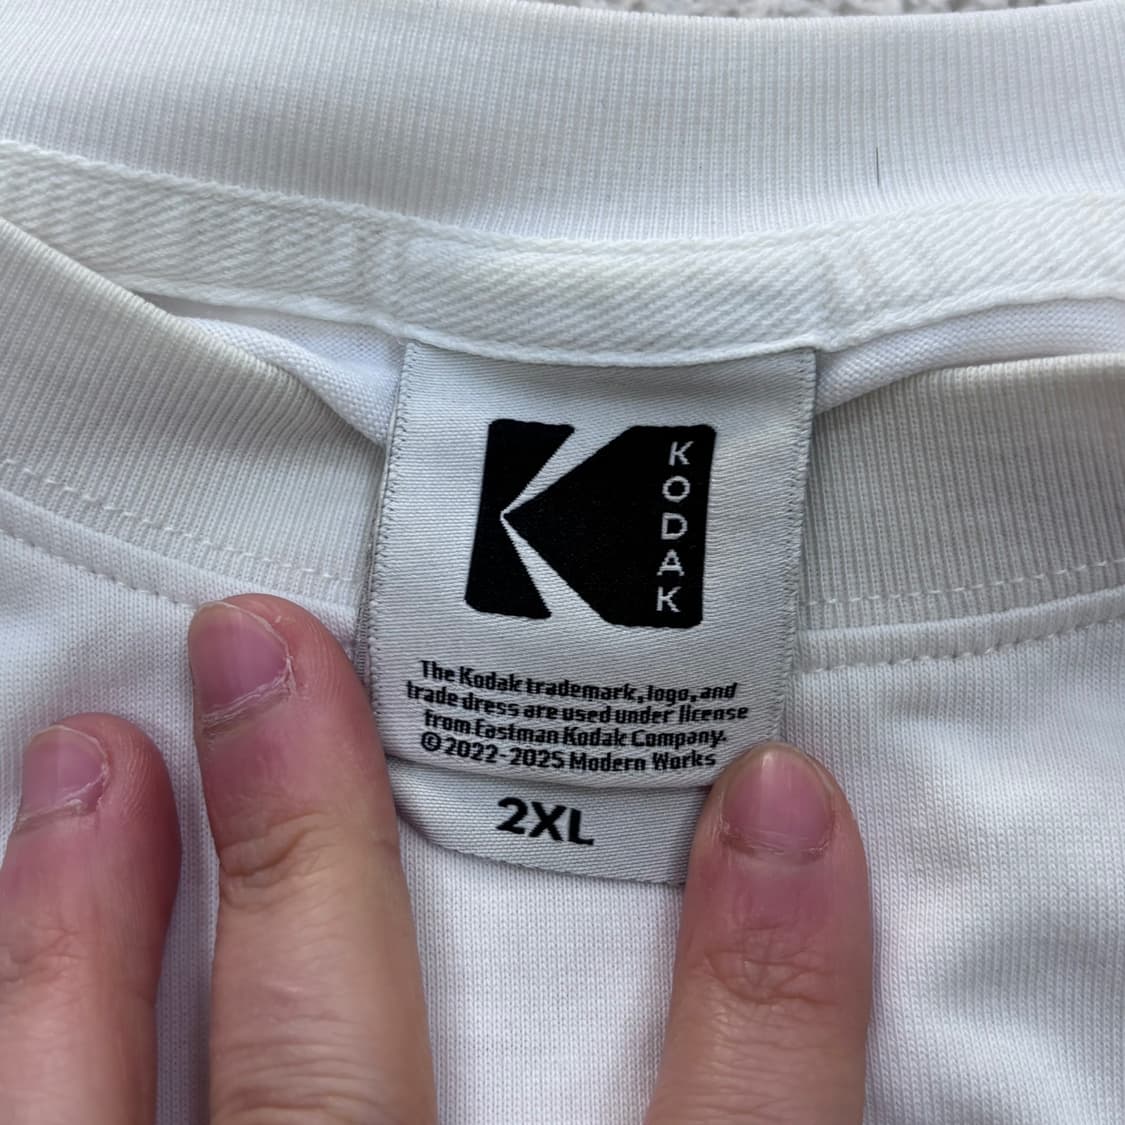 KODAK
The Kodak trademark, logo, and
trade dress are used under license
from Eastman Kodak Company.
©2022-2025 Modern Works
2XL